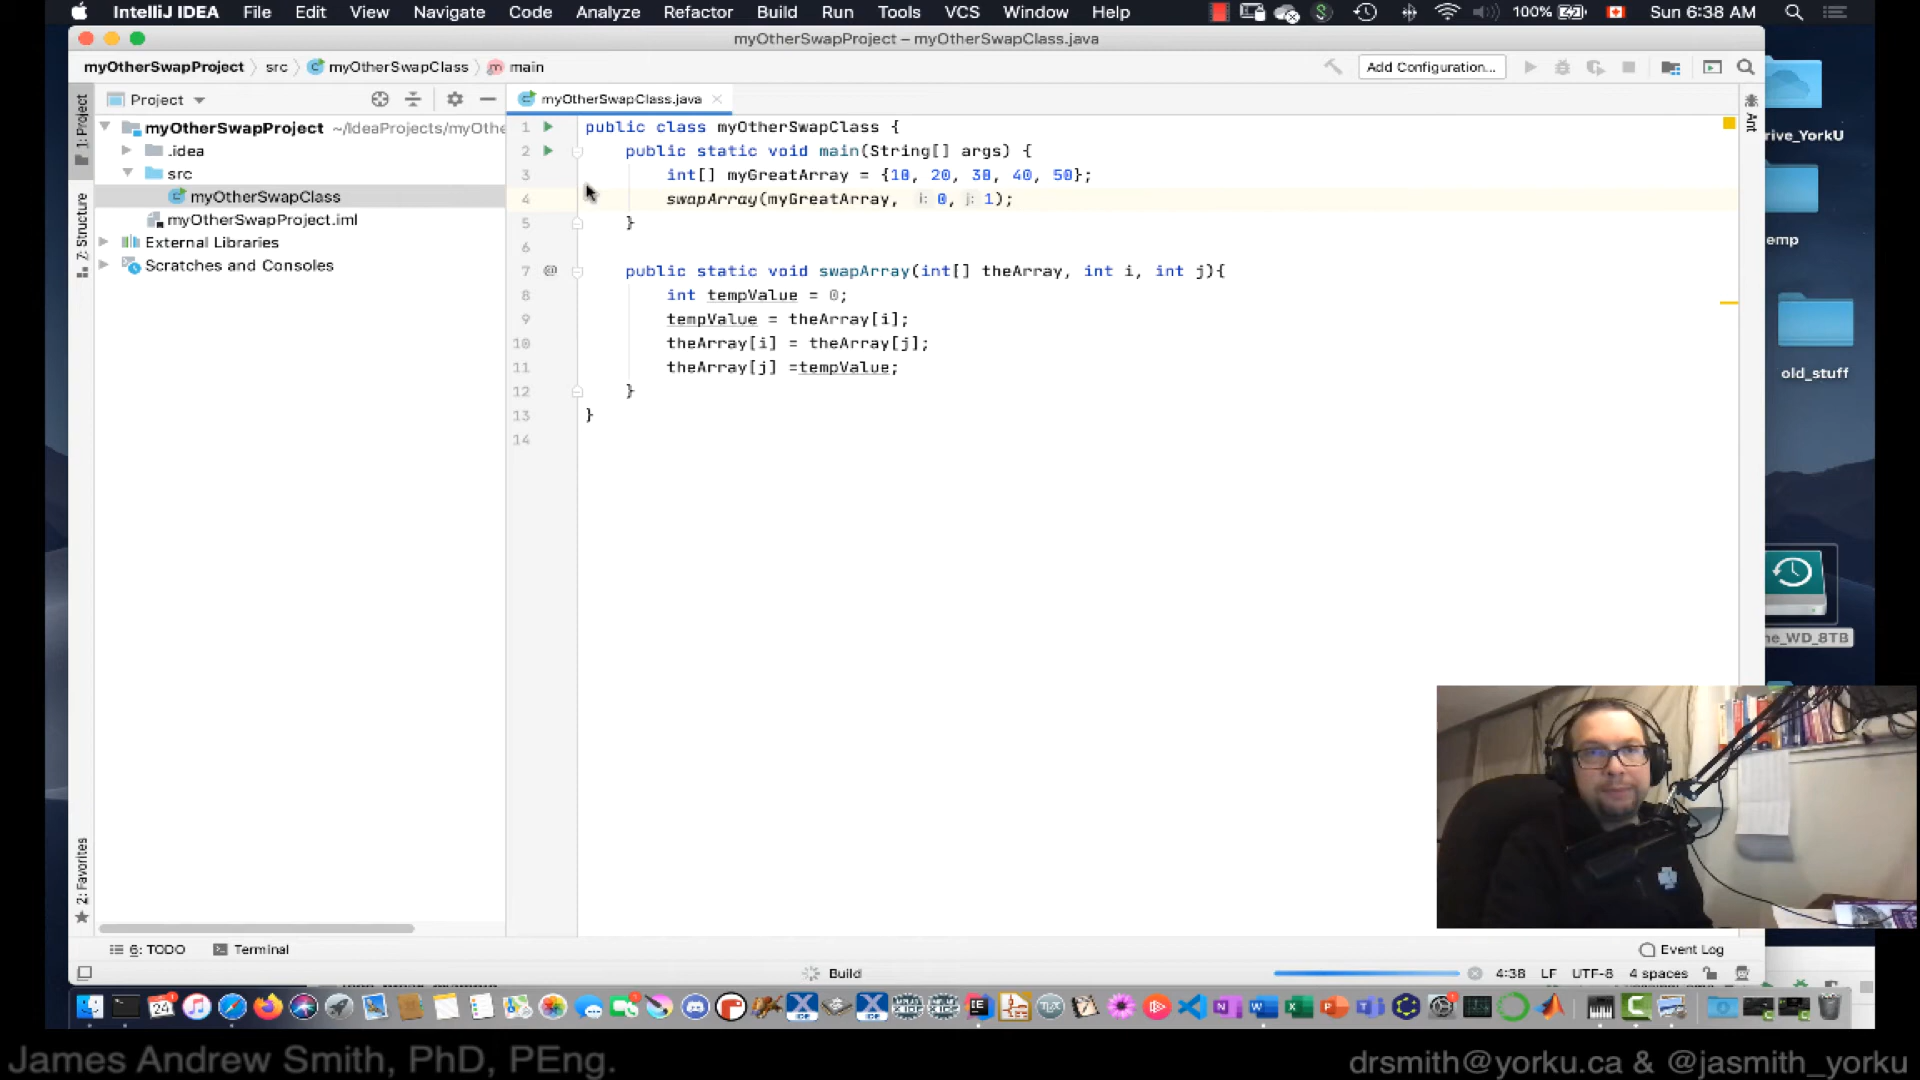 IntelliJ IDEA File Edit View Navigate Code Analyze Refactor Build Run Tools VCS Window Help 100% Sun 6:38 AM
myOtherSwapProject – myOtherSwapClass.java
myOtherSwapProject src myOtherSwapClass main Add Configuration...
Project myOtherSwapClass.java
1: Project
myOtherSwapProject ~/IdeaProjects/myOthe
.idea
src
myOtherSwapClass
myOtherSwapProject.iml
External Libraries
Scratches and Consoles
Z: Structure
2: Favorites
1 public class myOtherSwapClass {
2 public static void main(String[] args) {
3 int[] myGreatArray = {10, 20, 30, 40, 50};
4 swapArray(myGreatArray, i: 0, j: 1);
5 }
6
7 @ public static void swapArray(int[] theArray, int i, int j){
8 int tempValue = 0;
9 tempValue = theArray[i];
10 theArray[i] = theArray[j];
11 theArray[j] =tempValue;
12 }
13 }
14
Ant
rive_YorkU
emp
old_stuff
ne_WD_8TB
6: TODO Terminal Event Log
Build 4:38 LF UTF-8 4 spaces
James Andrew Smith, PhD, PEng. drsmith@yorku.ca & @jasmith_yorku